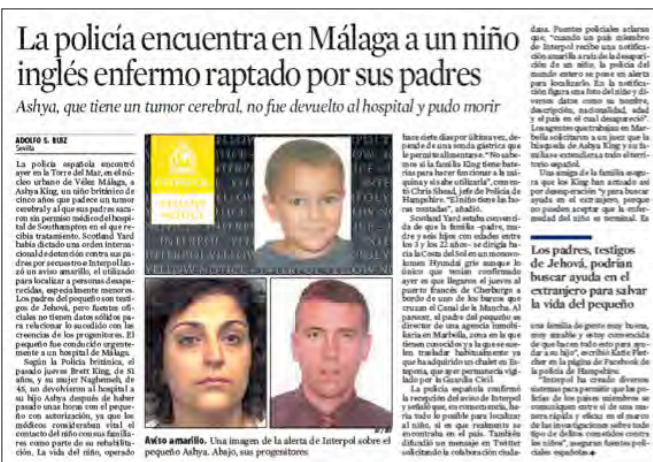 La policía encuentra en Málaga a un niño
inglés enfermo raptado por sus padres
Ashya, que tiene un tumor cerebral, no fue devuelto al hospital y pudo morir
ADOLFO S. RUIZ
Sevilla
La policía española encontró
ayer en la Torre del Mar, en el nú-
cleo urbano de Vélez Málaga, a
Ashya King, un niño británico de
cinco años que padece un tumor
cerebral y al que sus padres saca-
ron sin permiso médico del hospi-
tal de Southampton en el que re-
cibía tratamiento. Scotland Yard
había dictado una orden interna-
cional de detención contra sus pa-
dres por secuestro e Interpol lan-
zó un aviso amarillo, el utilizado
para localizar a personas desapa-
recidas, especialmente menores.
Los padres del pequeño son testi-
gos de Jehová, pero fuentes ofi-
ciales no tienen datos sólidos pa-
ra relacionar lo sucedido con las
creencias de los progenitores. El
pequeño fue conducido urgente-
mente a un hospital de Málaga.
Según la Policía británica, el
pasado jueves Brett King, de 51
años, y su mujer Naghemeh, de
45, no devolvieron al hospital a
su hijo Ashya después de haber
pasado unas horas con el peque-
ño con autorización, ya que los
médicos consideraban vital el
contacto del niño con sus familia-
res como parte de su rehabilita-
ción. La vida del niño, operado
INTERPOL
YELLOW
NOTICE
Aviso amarillo. Una imagen de la alerta de Interpol sobre el
pequeño Ashya. Abajo, sus progenitores
hace siete días por última vez, de-
pende de una sonda gástrica que
le permite alimentarse. "No sabe-
mos si la familia King tiene bate-
rías para hacer funcionar a la má-
quina y si sabe utilizarla", comen-
tó Chris Shead, jefe de Policía de
Hampshire. "El niño tiene las ho-
ras contadas", añadió.
Scotland Yard estaba convenci-
da de que la familia –padre, ma-
dre y seis hijos con edades entre
los 3 y los 22 años– se dirigía ha-
cia la Costa del Sol en un monovo-
lumen Hyundai gris aunque lo
único que tenían confirmado
ayer es que llegaron el jueves al
puerto francés de Cherburgo a
bordo de uno de los barcos que
cruzan el Canal de la Mancha. Al
parecer, el padre del pequeño es
director de una agencia inmobi-
liaria en Marbella, zona en la que
tienen conocidos y a la que se sue-
len trasladar habitualmente ya
que ha adquirido un chalet en Es-
tepona, que ayer permanecía vigi-
lado por la Guardia Civil.
La policía española confirmó
la recepción del aviso de Interpol
y señaló que, en consecuencia, ha-
ría todo lo posible para localizar
al niño, si es que realmente se
encontraba en el país. También
difundió un mensaje en Twitter
solicitando la colaboración ciuda-
dana. Fuentes policiales aclaran
que, "cuando un país miembro
de Interpol recibe una notifica-
ción amarilla a raíz de la desapari-
ción de un niño, la policía del
mundo entero se pone en alerta
para localizarlo. En la notifica-
ción figura una foto del niño y di-
versos datos como su nombre,
descripción, nacionalidad, edad
y el país en el cual desapareció".
Los agentes que trabajan en Mar-
bella solicitaron a un juez que la
búsqueda de Ashya King y su fa-
milia se extendiera a todo el terri-
torio español.
Una amiga de la familia asegu-
ra que los King han actuado así
por desesperación "y para buscar
ayuda en el extranjero, porque
no pueden aceptar que la enferme-
dad del niño es terminal. Es
Los padres, testigos
de Jehová, podrían
buscar ayuda en el
extranjero para salvar
la vida del pequeño
una familia de gente muy buena,
muy amable y estoy convencida
de que hacen todo esto para ayu-
dar a su hijo", escribió Katie Flet-
cher en la página de Facebook de
la policía de Hampshire.
"Interpol ha creado diversos
sistemas para permitir que las po-
licías de los países miembros se
comuniquen entre sí de una ma-
nera rápida y eficaz en el marco
de las investigaciones sobre todo
tipo de delitos cometidos contra
los niños", aseguran fuentes poli-
ciales españolas.